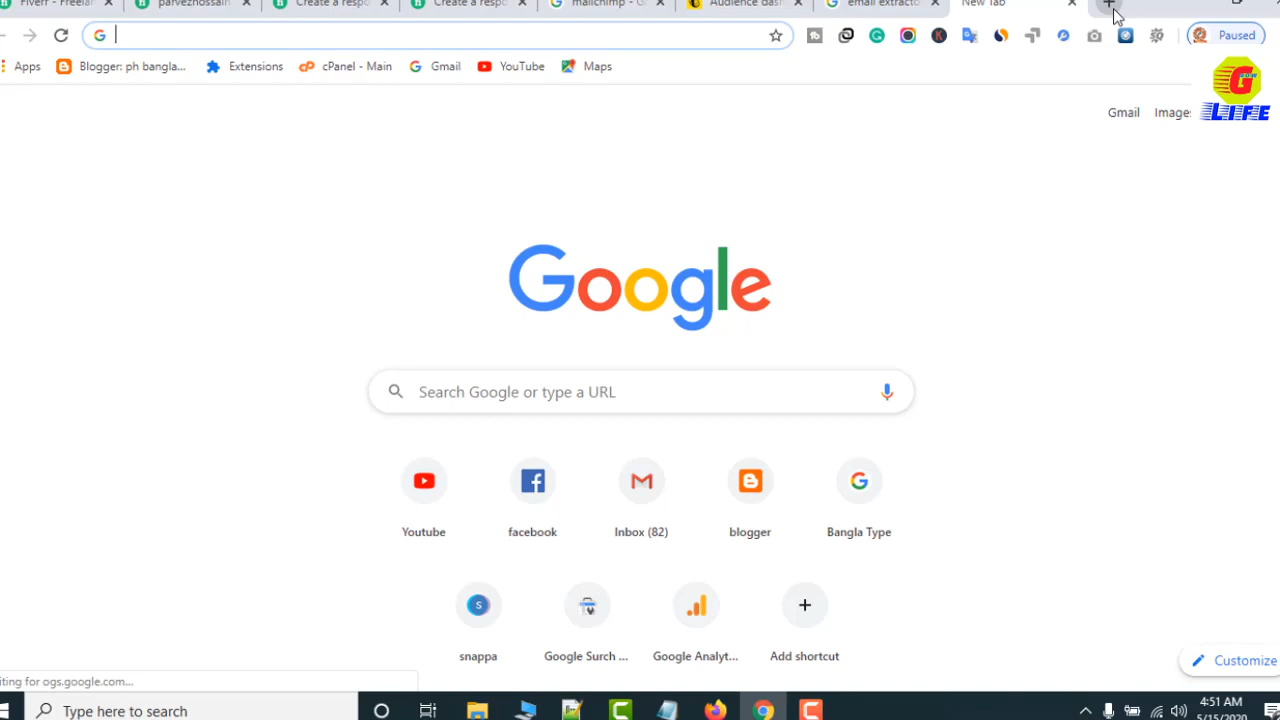 Fiverr - Freelan
parveznossain
Create a respo
Create a respo
mailchimp - G
Audience dash
email extracto
New Tab
Paused
Apps
Blogger: ph bangla...
Extensions
cPanel - Main
Gmail
YouTube
Maps
G
LIFE
Gmail
Images
Google
Search Google or type a URL
Youtube
facebook
Inbox (82)
blogger
Bangla Type
S
snappa
Google Surch ...
Google Analyt...
Add shortcut
Customize
iting for ogs.google.com...
Type here to search
4:51 AM
5/15/2020